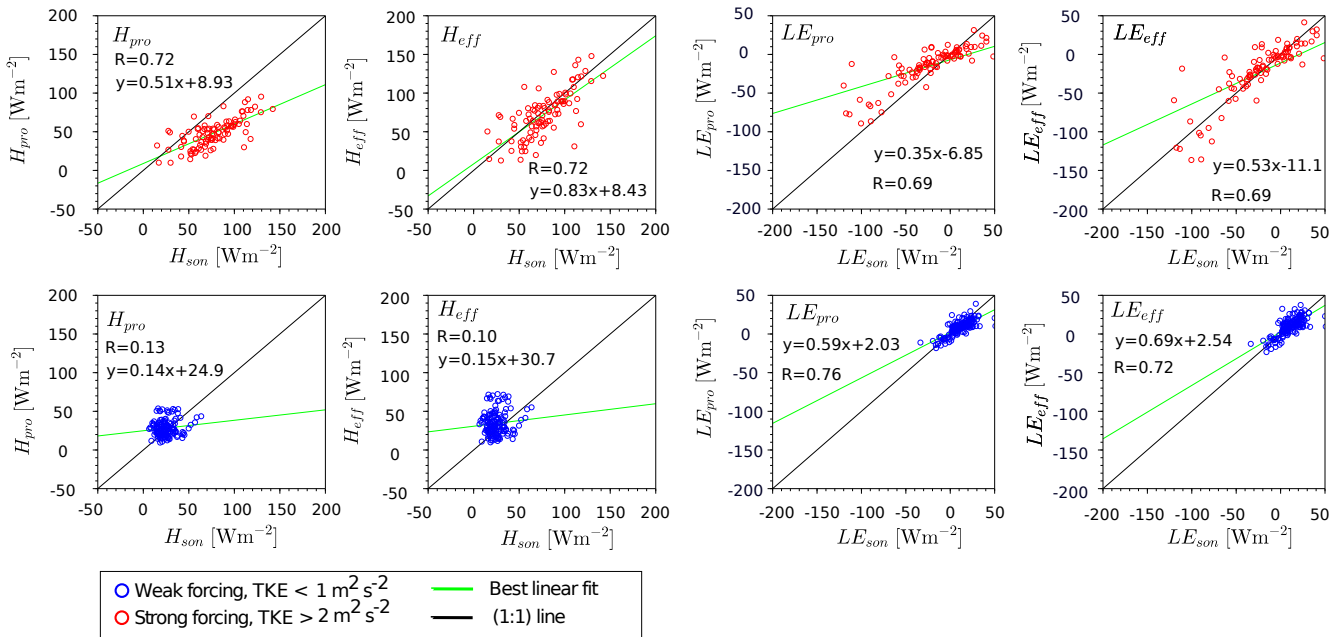 H_pro
R=0.72
y=0.51x+8.93
200
150
100
50
0
-50
H_pro [Wm−2]
-50 0 50 100 150 200
H_son [Wm−2]
H_eff
R=0.72
y=0.83x+8.43
200
150
100
50
0
-50
H_eff [Wm−2]
-50 0 50 100 150 200
H_son [Wm−2]
LE_pro
y=0.35x-6.85
R=0.69
50
0
-50
-100
-150
-200
LE_pro [Wm−2]
-200 -150 -100 -50 0 50
LE_son [Wm−2]
LE_eff
y=0.53x-11.1
R=0.69
50
0
-50
-100
-150
-200
LE_eff [Wm−2]
-200 -150 -100 -50 0 50
LE_son [Wm−2]
H_pro
R=0.13
y=0.14x+24.9
200
150
100
50
0
-50
H_pro [Wm−2]
-50 0 50 100 150 200
H_son [Wm−2]
H_eff
R=0.10
y=0.15x+30.7
200
150
100
50
0
-50
H_eff [Wm−2]
-50 0 50 100 150 200
H_son [Wm−2]
LE_pro
y=0.59x+2.03
R=0.76
50
0
-50
-100
-150
-200
LE_pro [Wm−2]
-200 -150 -100 -50 0 50
LE_son [Wm−2]
LE_eff
y=0.69x+2.54
R=0.72
50
0
-50
-100
-150
-200
LE_eff [Wm−2]
-200 -150 -100 -50 0 50
LE_son [Wm−2]
Weak forcing, TKE < 1 m2 s-2 Best linear fit
Strong forcing, TKE > 2 m2 s-2 (1:1) line